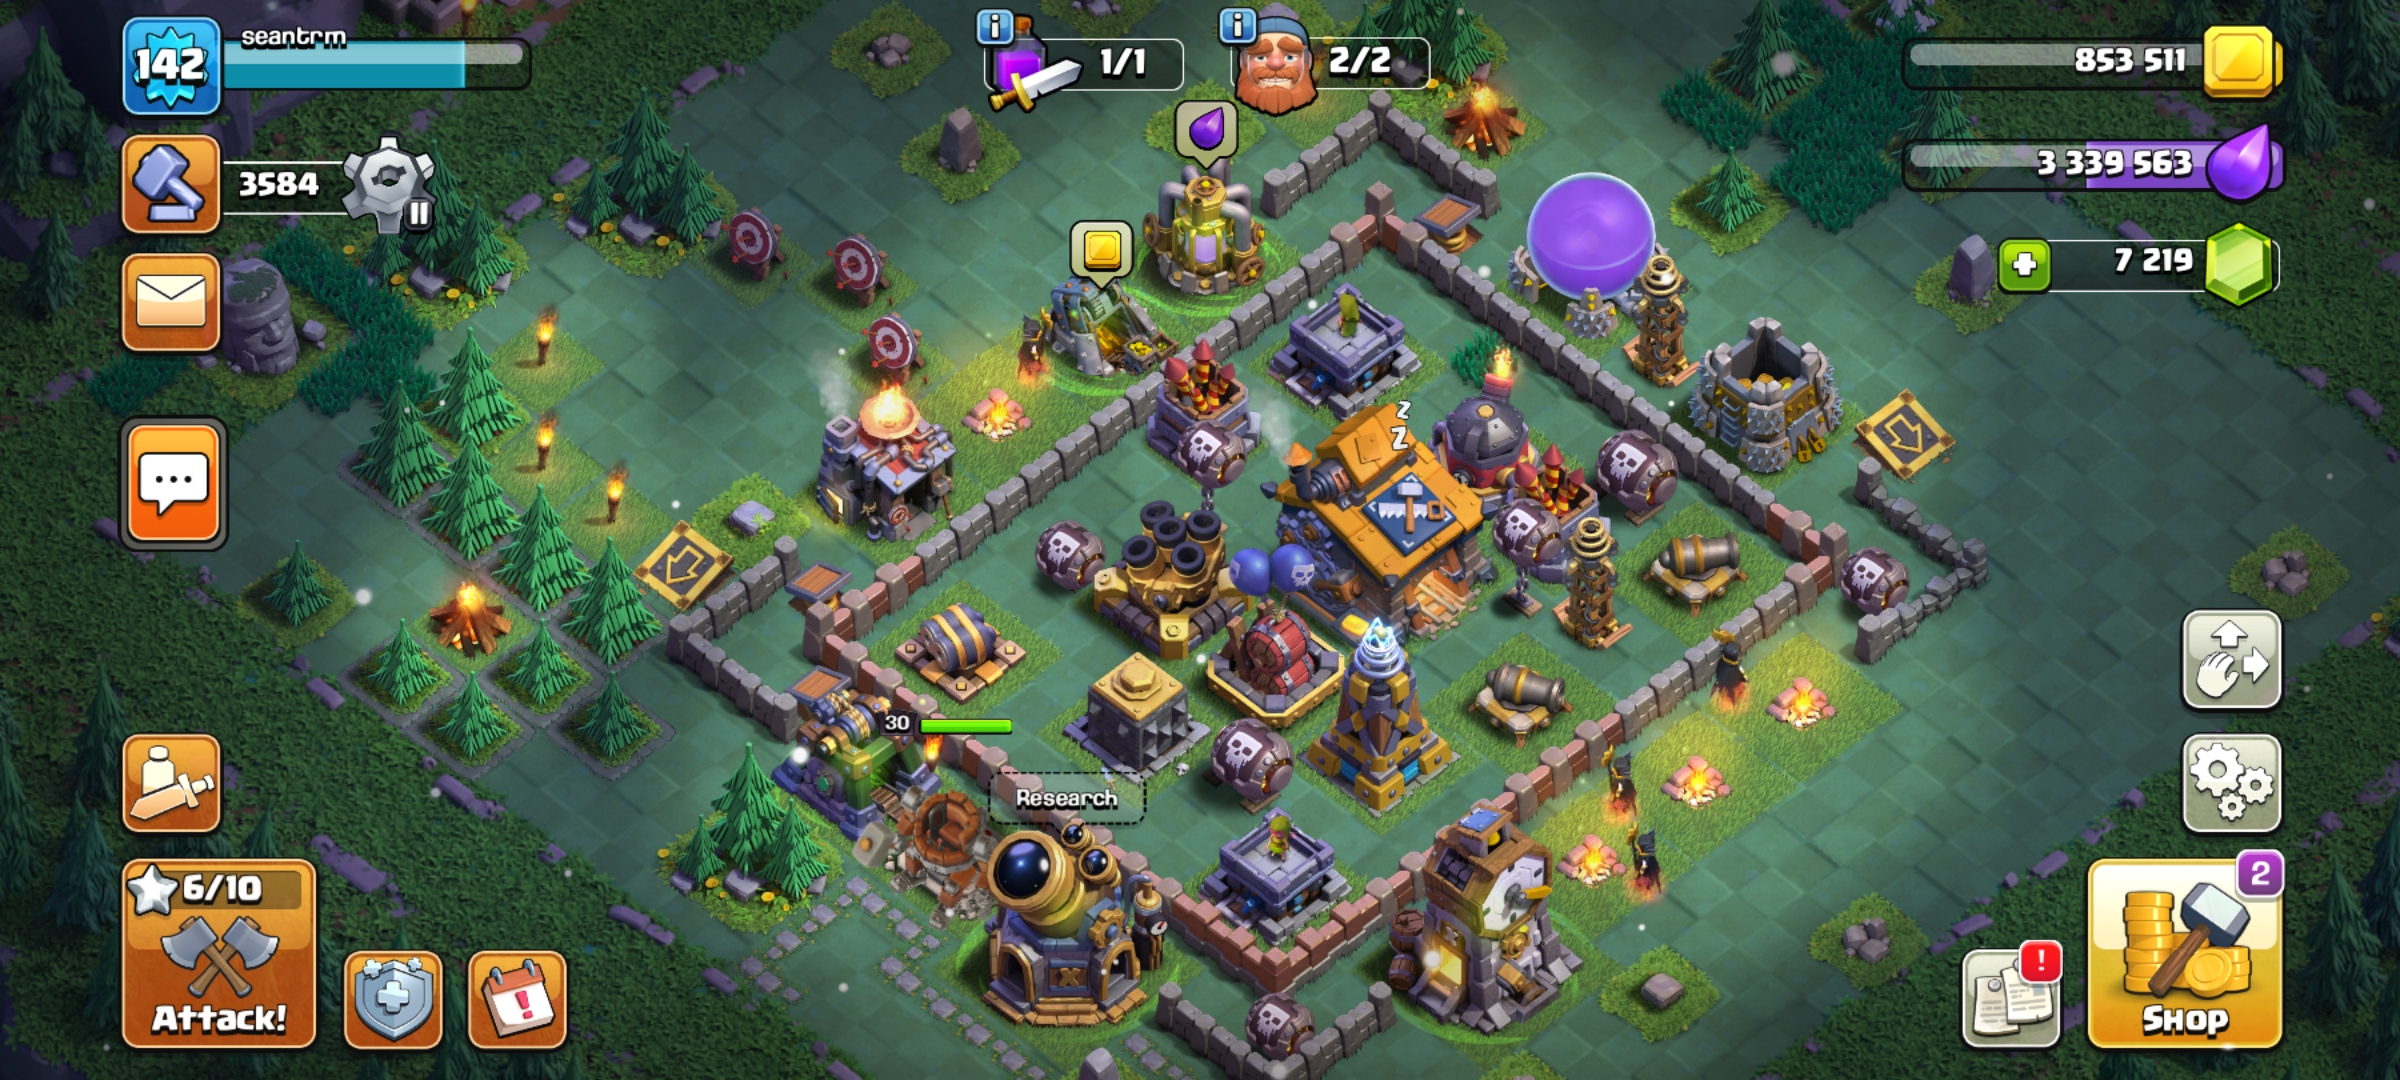 142
seantrm
1/1
2/2
853 511
3584
3 339 563
7 219
Z
Z
30
Research
6/10
Attack!
2
!
Shop